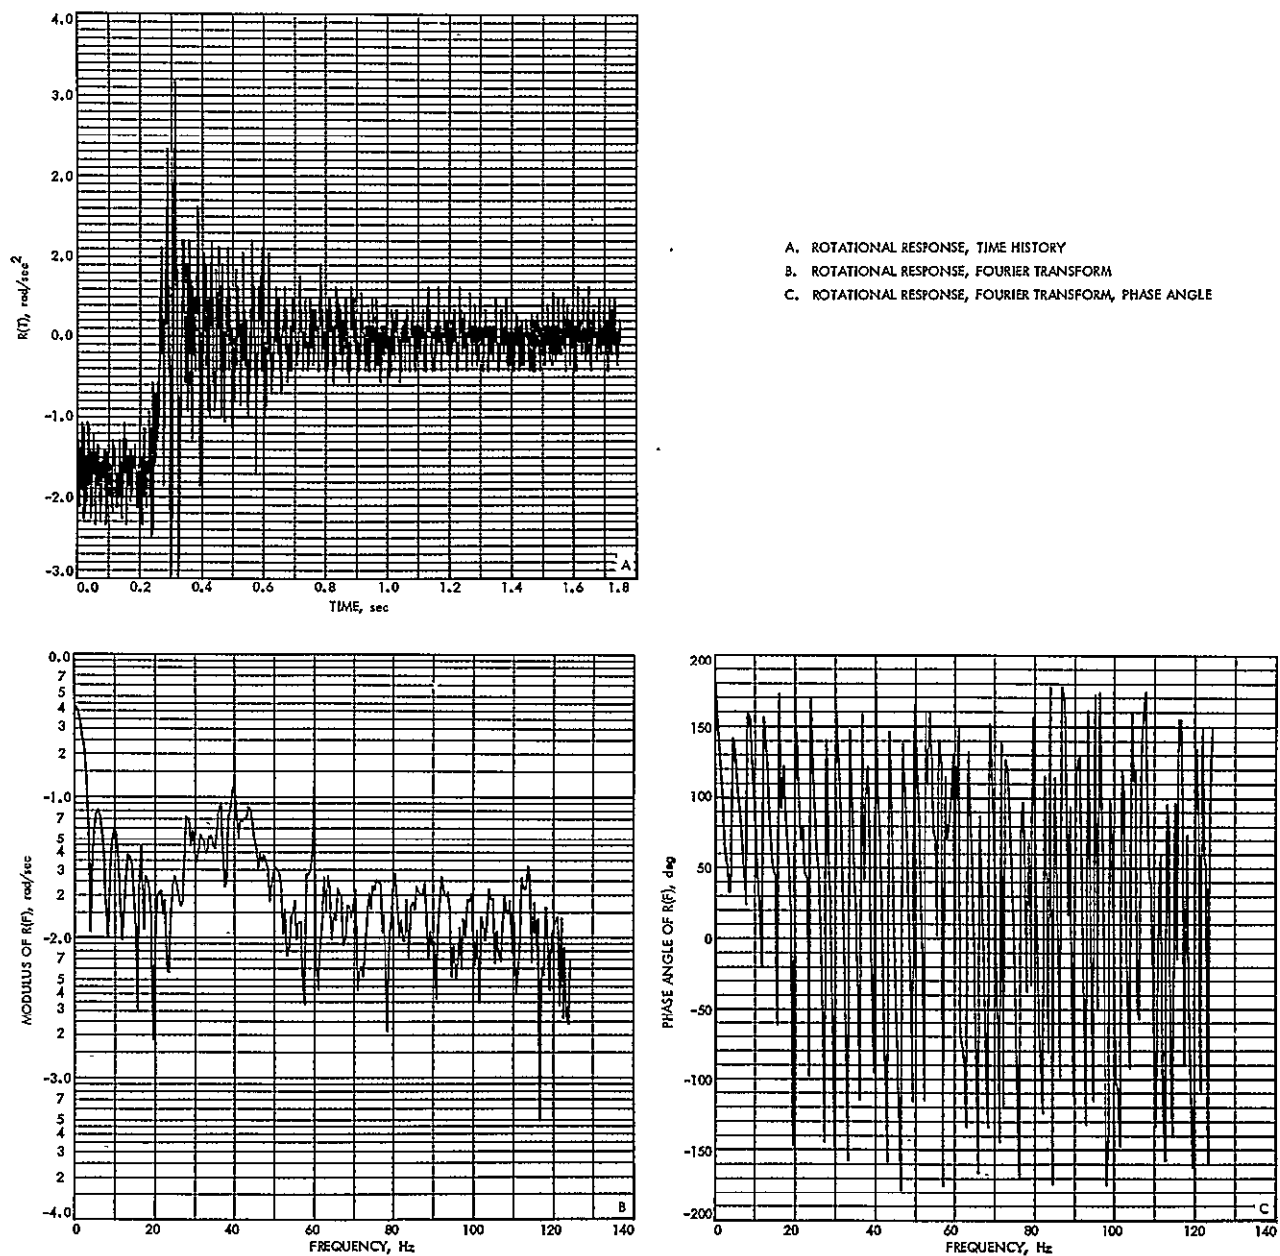 4.0
3.0
2.0
2.0
0.0
-1.0
-2.0
-3.0
R(T), rad/sec²
0.0 0.2 0.4 0.6 0.8 1.0 1.2 1.4 1.6 1.8
TIME, sec
A
A. ROTATIONAL RESPONSE, TIME HISTORY
B. ROTATIONAL RESPONSE, FOURIER TRANSFORM
C. ROTATIONAL RESPONSE, FOURIER TRANSFORM, PHASE ANGLE
0.0
7
5
4
3
2
-1.0
7
5
4
3
2
-2.0
7
5
4
3
2
-3.0
7
5
4
3
2
-4.0
MODULUS OF R(F), rad/sec
0 20 40 60 80 100 120 140
FREQUENCY, Hz
B
200
150
100
50
0
-50
-100
-150
-200
PHASE ANGLE OF R(F), deg
0 20 40 60 80 100 120 140
FREQUENCY, Hz
C